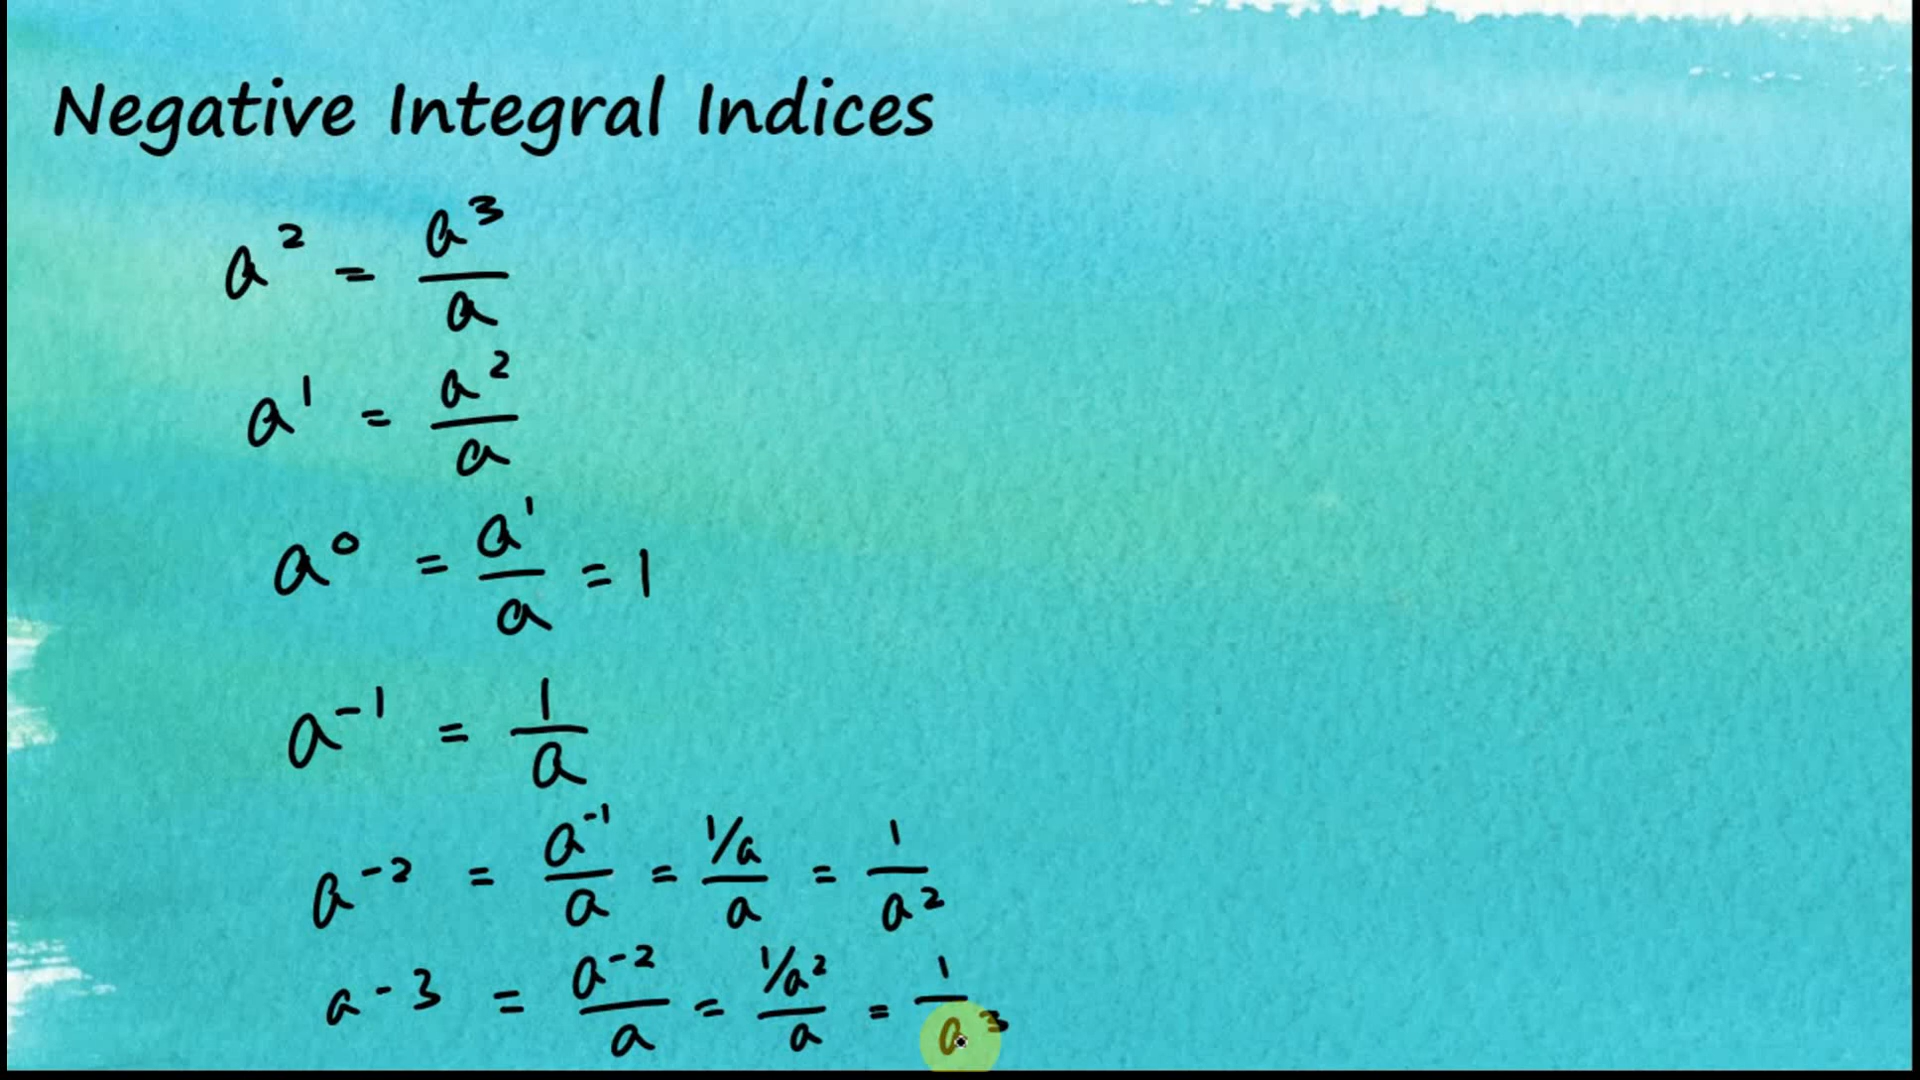 Negative Integral Indices
a² = a³/a
a¹ = a²/a
a⁰ = a¹/a = 1
a⁻¹ = 1/a
a⁻² = a⁻¹/a = (1/a)/a = 1/a²
a⁻³ = a⁻²/a = (1/a²)/a = 1/a³